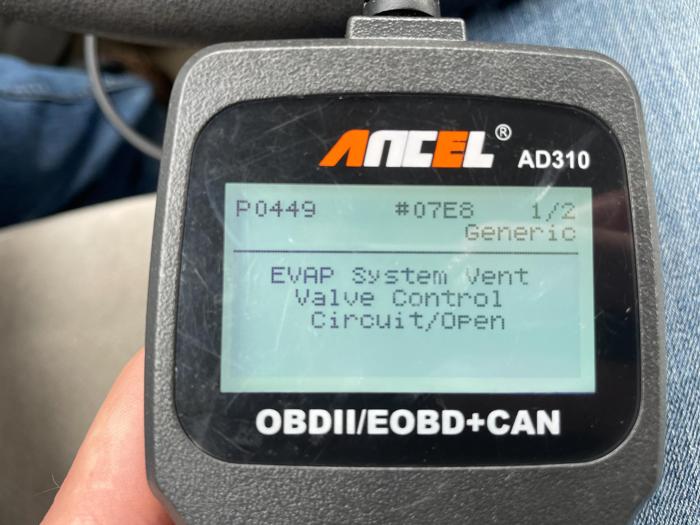 ANCEL® AD310
P0449 #07E8 1/2
Generic
EVAP System Vent
Valve Control
Circuit/Open
OBDII/EOBD+CAN